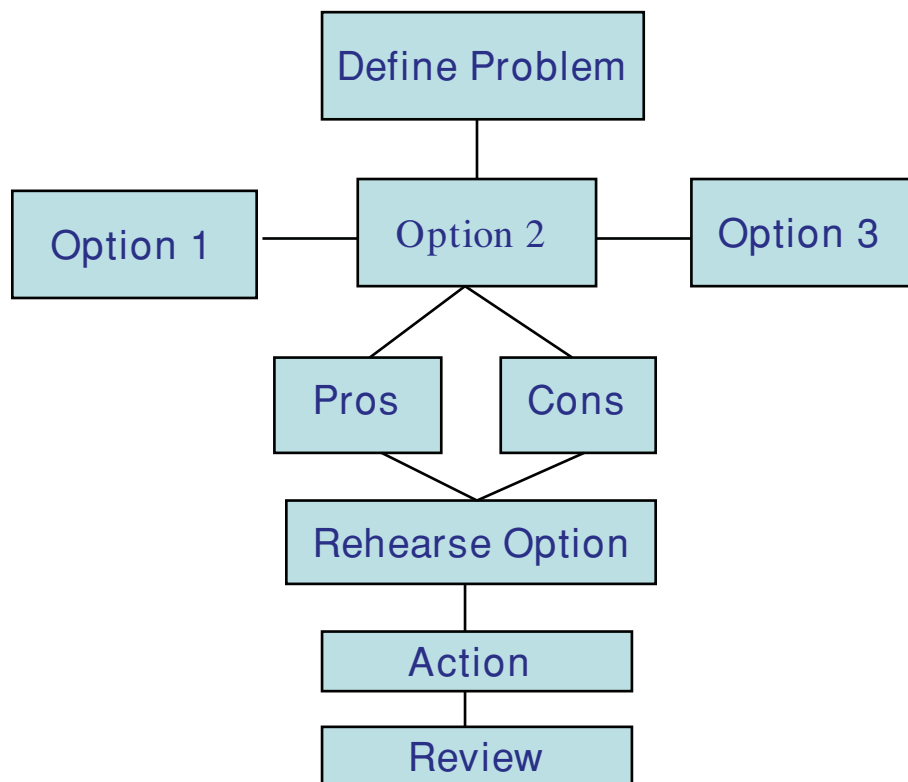 Define Problem
Option 1
Option 2
Option 3
Pros
Cons
Rehearse Option
Action
Review